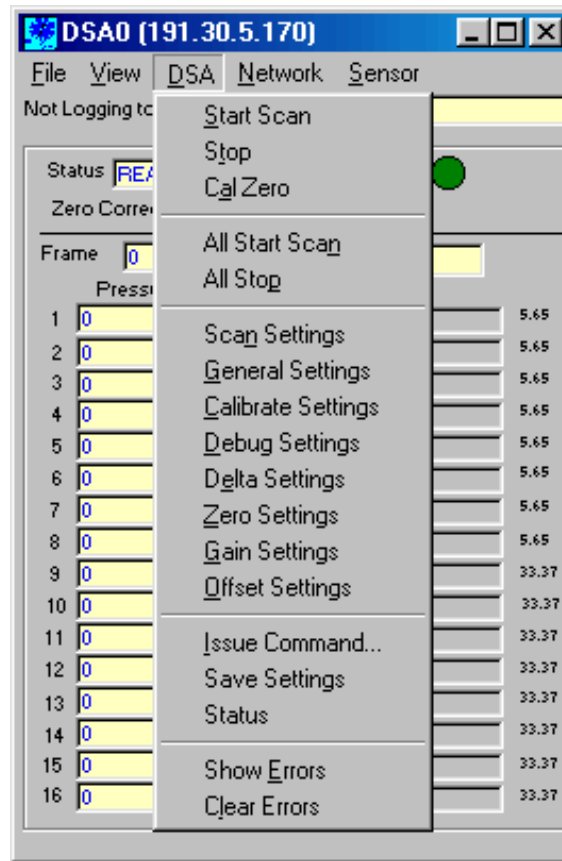 DSA0 (191.30.5.170)
File View DSA Network Sensor
Not Logging to
Start Scan
Stop
Status
Cal Zero
All Start Scan
Frame 0
All Stop
1 0 5.65
Scan Settings
2 0 5.65
General Settings
3 0 5.65
Calibrate Settings
4 0 5.65
Debug Settings
5 0 5.65
Delta Settings
6 0 5.65
Zero Settings
7 0 5.65
Gain Settings
8 0 5.65
Offset Settings
9 0 33.37
10 0 33.37
Issue Command...
11 0 33.37
Save Settings
12 0 33.37
Status
13 0 33.37
14 0 33.37
Show Errors
15 0 33.37
Clear Errors
16 0 33.37